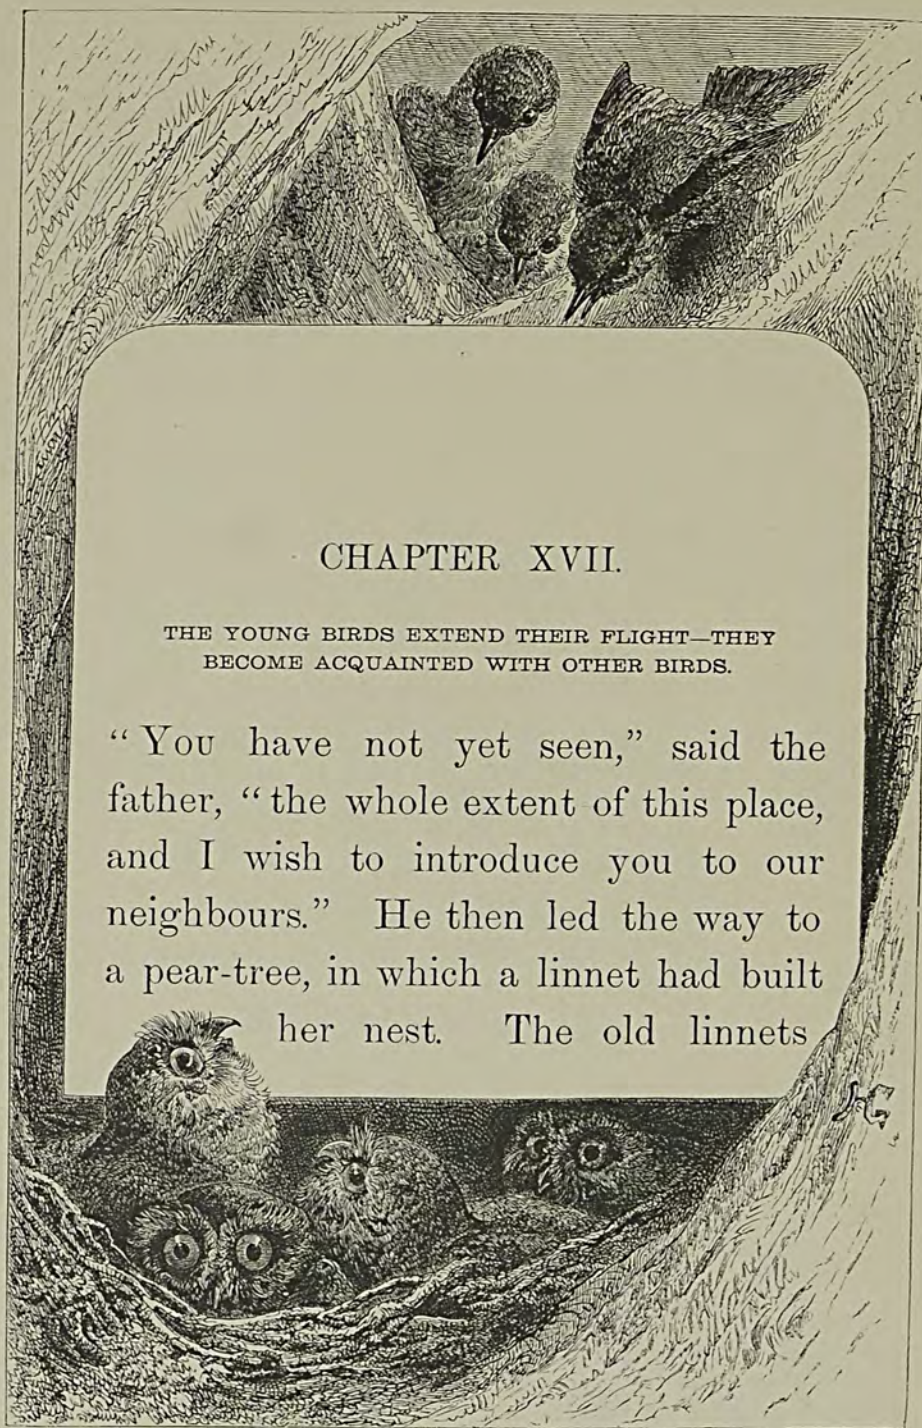 CHAPTER XVII.
THE YOUNG BIRDS EXTEND THEIR FLIGHT—THEY
BECOME ACQUAINTED WITH OTHER BIRDS.
“You have not yet seen,” said the
father, “the whole extent of this place,
and I wish to introduce you to our
neighbours.” He then led the way to
a pear-tree, in which a linnet had built
her nest. The old linnets